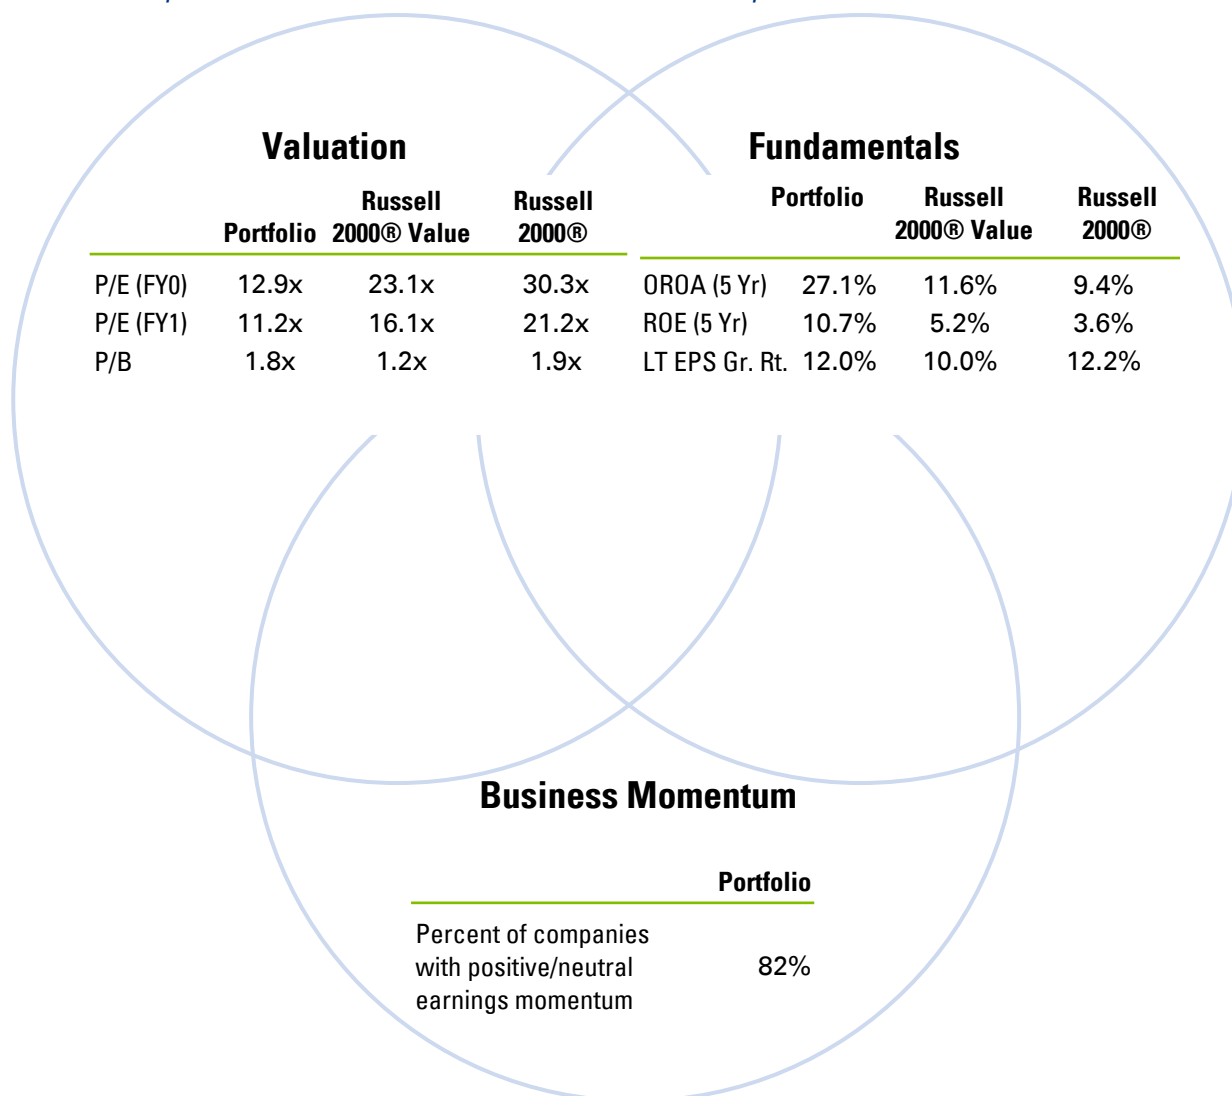 Valuation
Portfolio Russell 2000® Value Russell 2000®
P/E (FY0) 12.9x 23.1x 30.3x
P/E (FY1) 11.2x 16.1x 21.2x
P/B 1.8x 1.2x 1.9x
Fundamentals
Portfolio Russell 2000® Value Russell 2000®
OROA (5 Yr) 27.1% 11.6% 9.4%
ROE (5 Yr) 10.7% 5.2% 3.6%
LT EPS Gr. Rt. 12.0% 10.0% 12.2%
Business Momentum
Portfolio
Percent of companies
with positive/neutral 82%
earnings momentum